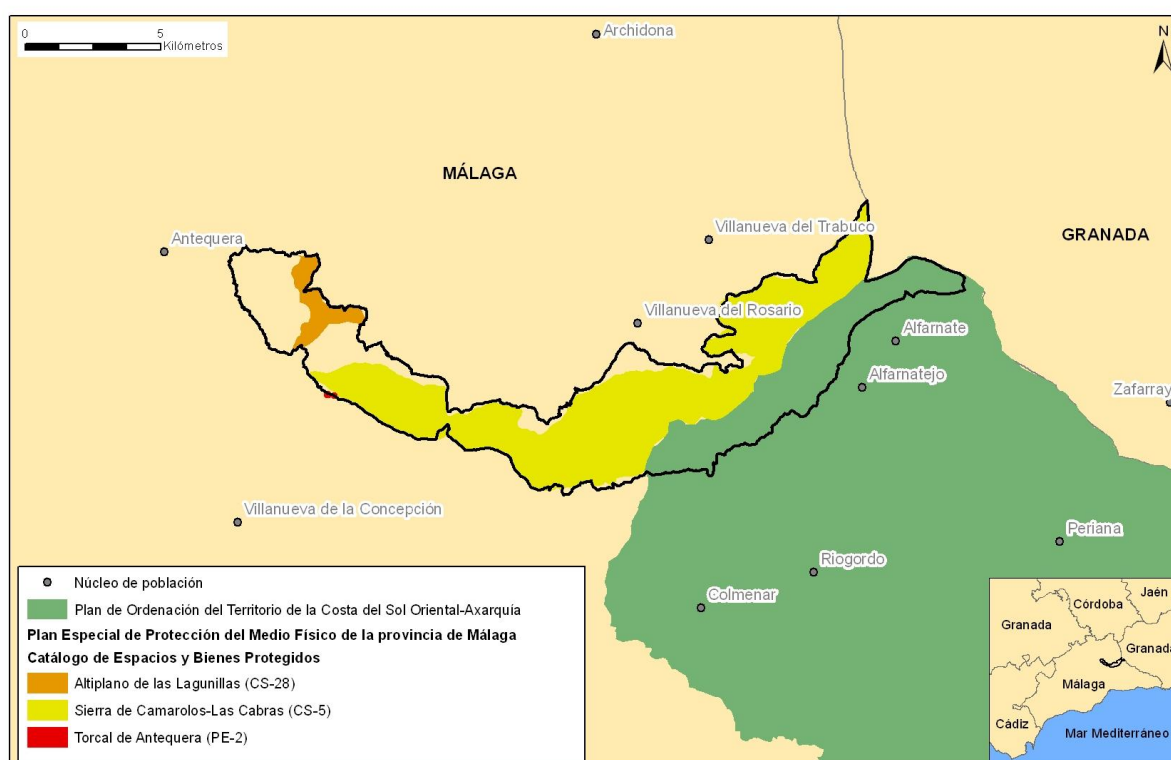 0 5
Kilómetros
Archidona
N
MÁLAGA
Villanueva del Trabuco
Antequera
GRANADA
Villanueva del Rosario
Alfarnate
Alfarnatejo
Zafarray
Villanueva de la Concepción
Periana
Riogordo
Colmenar
Núcleo de población
Plan de Ordenación del Territorio de la Costa del Sol Oriental-Axarquía
Plan Especial de Protección del Medio Físico de la provincia de Málaga
Catálogo de Espacios y Bienes Protegidos
Altiplano de las Lagunillas (CS-28)
Sierra de Camarolos-Las Cabras (CS-5)
Torcal de Antequera (PE-2)
Jaén
Córdoba
Granada
Granada
Málaga
Cádiz
Mar Mediterráneo